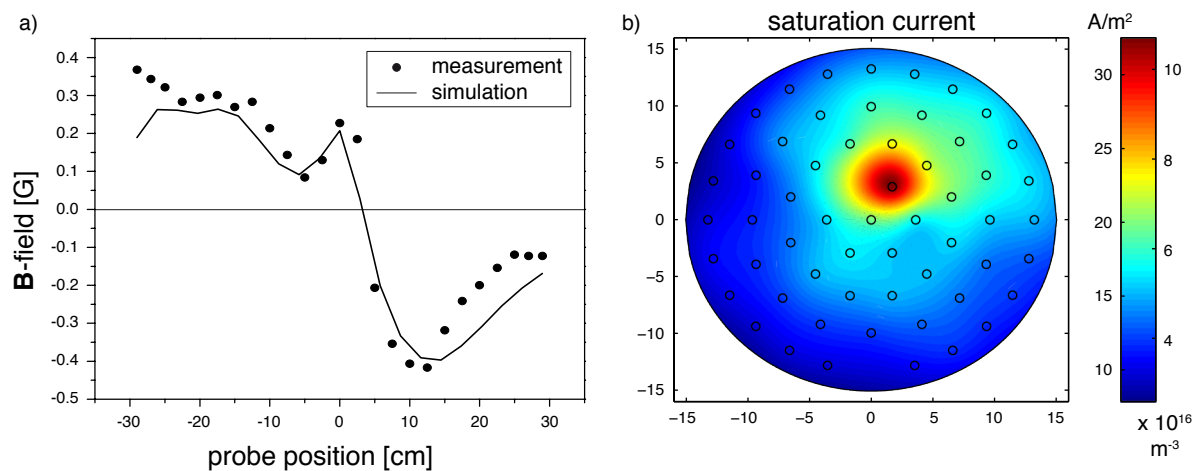 a)
0.4
0.3
0.2
0.1
0.0
-0.1
-0.2
-0.3
-0.4
-0.5
B-field [G]
measurement
simulation
-30 -20 -10 0 10 20 30
probe position [cm]
b)
saturation current
15
10
5
0
−5
−10
−15
−15 −10 −5 0 5 10 15
A/m²
30
25
20
15
10
10
8
6
4
x 10¹⁶
m⁻³